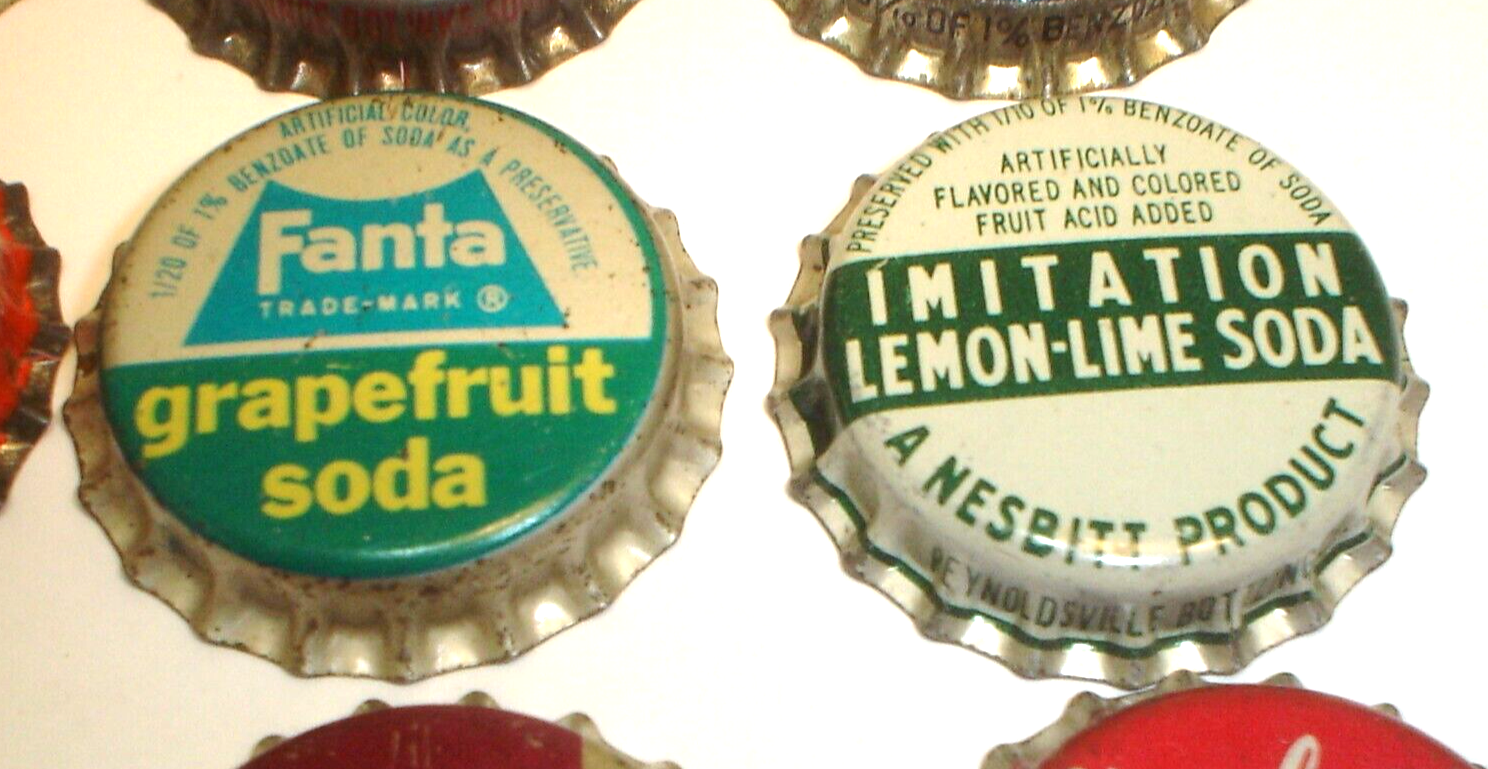 OF 1% BENZOA
ARTIFICIAL COLOR,
1/20 OF 1% BENZOATE OF SODA AS A PRESERVATIVE
Fanta
TRADE-MARK ®
grapefruit
soda
PRESERVED WITH 1/10 OF 1% BENZOATE OF SODA
ARTIFICIALLY
FLAVORED AND COLORED
FRUIT ACID ADDED
IMITATION
LEMON-LIME SODA
A NESBITT PRODUCT
REYNOLDSVILLE BOTTLING